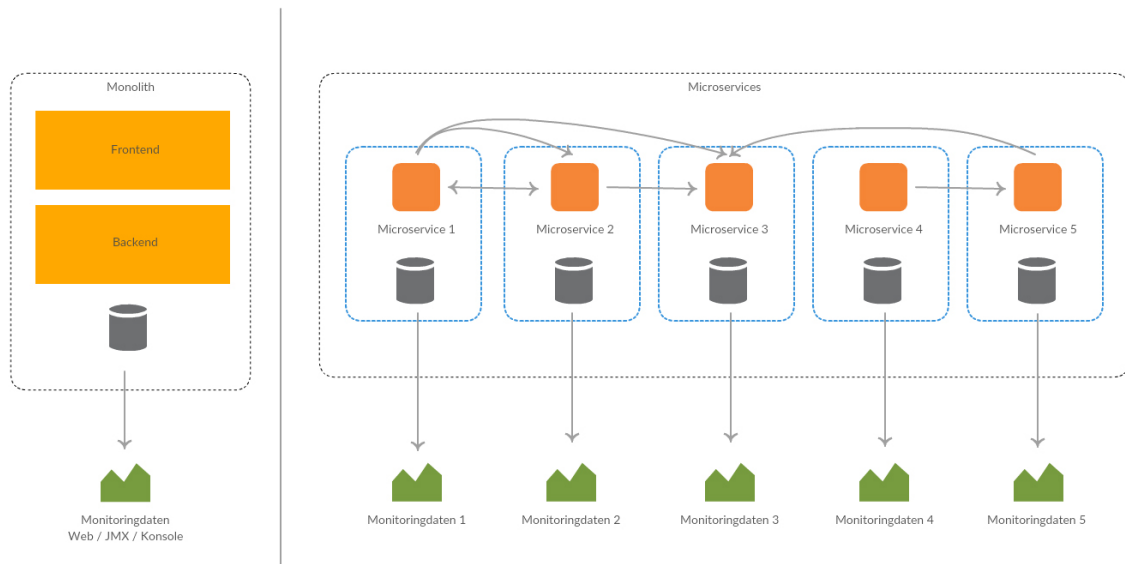 Monolith
Frontend
Backend
Monitoringdaten
Web / JMX / Konsole
Microservices
Microservice 1
Microservice 2
Microservice 3
Microservice 4
Microservice 5
Monitoringdaten 1
Monitoringdaten 2
Monitoringdaten 3
Monitoringdaten 4
Monitoringdaten 5